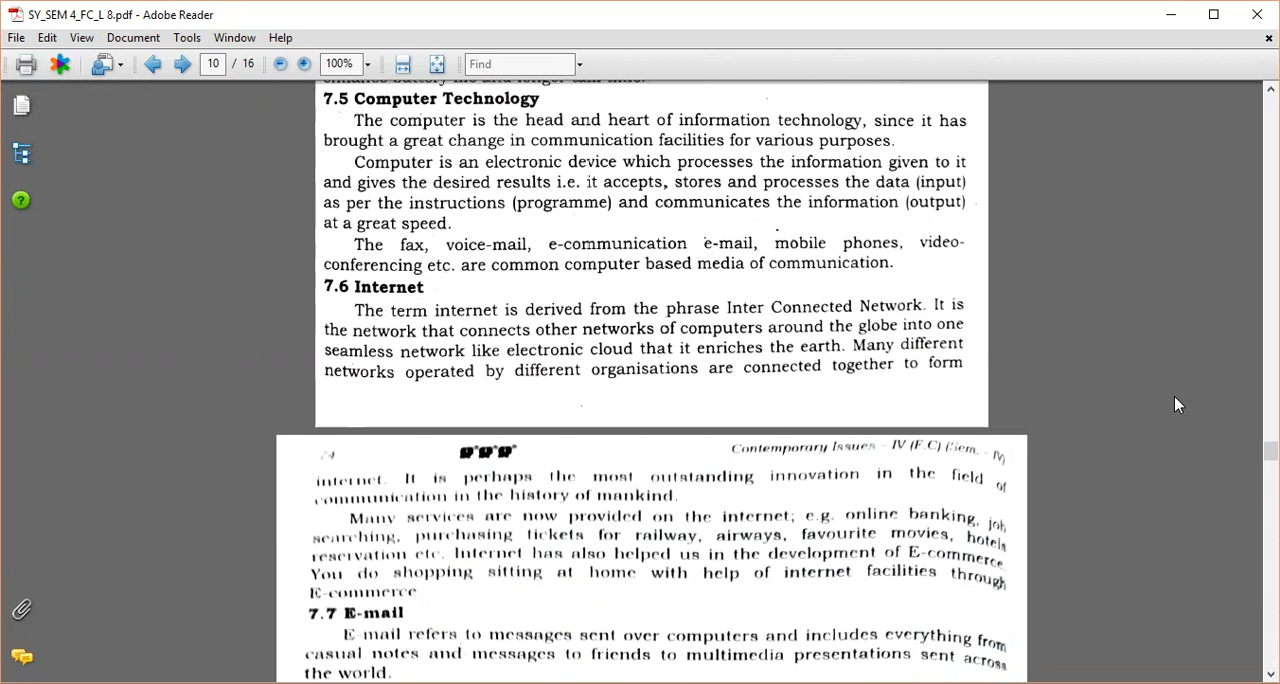 SY_SEM 4_FC_L 8.pdf - Adobe Reader
File Edit View Document Tools Window Help
10 / 16 100% Find
7.5 Computer Technology
The computer is the head and heart of information technology, since it has
brought a great change in communication facilities for various purposes.
Computer is an electronic device which processes the information given to it
and gives the desired results i.e. it accepts, stores and processes the data (input)
as per the instructions (programme) and communicates the information (output)
at a great speed.
The fax, voice-mail, e-communication e-mail, mobile phones, video-
conferencing etc. are common computer based media of communication.
7.6 Internet
The term internet is derived from the phrase Inter Connected Network. It is
the network that connects other networks of computers around the globe into one
seamless network like electronic cloud that it enriches the earth. Many different
networks operated by different organisations are connected together to form
Contemporary Issues - IV (F.C) (Sem. - IV)
internet. It is perhaps the most outstanding innovation in the field of
communication in the history of mankind.
Many services are now provided on the internet; e.g. online banking, job
searching, purchasing tickets for railway, airways, favourite movies, hotels
reservation etc. Internet has also helped us in the development of E-commerce.
You do shopping sitting at home with help of internet facilities through
E-commerce
7.7 E-mail
E-mail refers to messages sent over computers and includes everything from
casual notes and messages to friends to multimedia presentations sent across
the world.